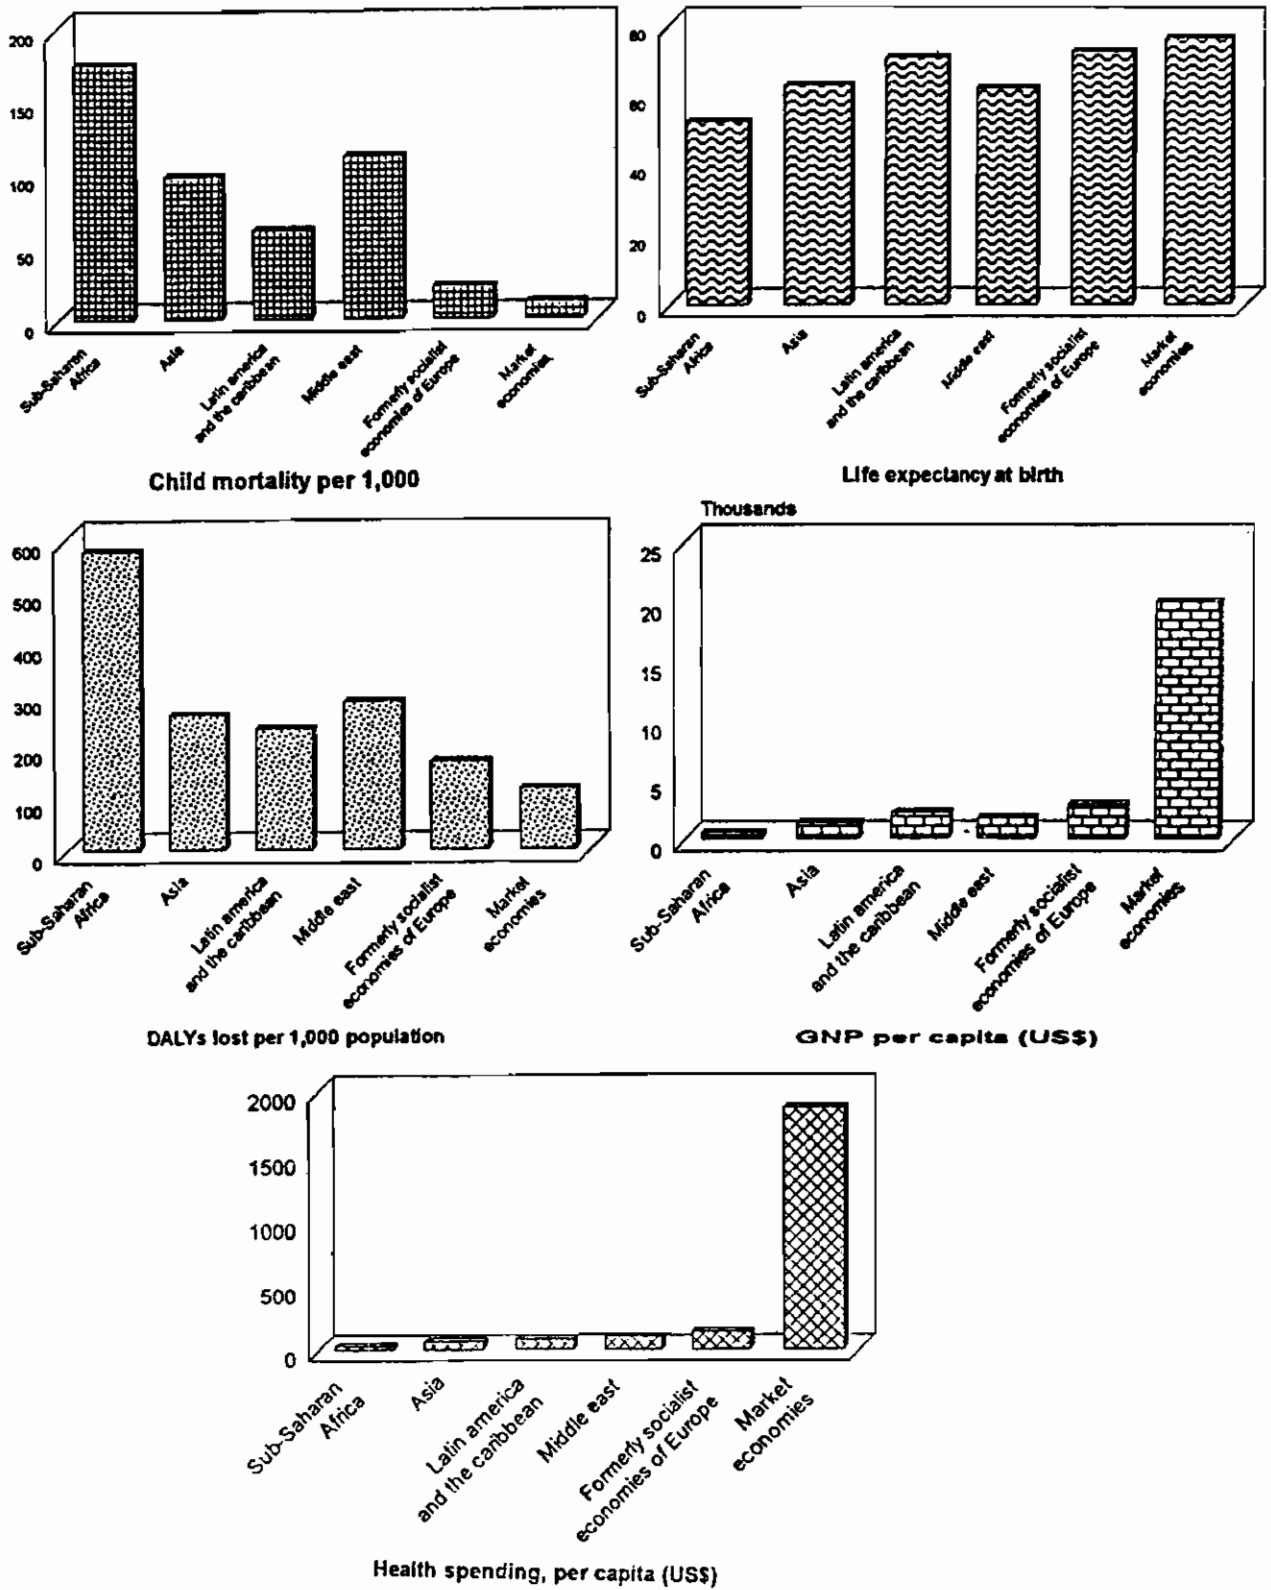 200
150
100
50
0
Sub-Saharan
Africa
Asia
Latin america
and the caribbean
Middle east
Formerly socialist
economies of Europe
Market
economies
Child mortality per 1,000
80
60
40
20
0
Sub-Saharan
Africa
Asia
Latin america
and the caribbean
Middle east
Formerly socialist
economies of Europe
Market
economies
Life expectancy at birth
600
500
400
300
200
100
0
Sub-Saharan
Africa
Asia
Latin america
and the caribbean
Middle east
Formerly socialist
economies of Europe
Market
economies
DALYs lost per 1,000 population
Thousands
25
20
15
10
5
0
Sub-Saharan
Africa
Asia
Latin america
and the caribbean
Middle east
Formerly socialist
economies of Europe
Market
economies
GNP per capita (US$)
2000
1500
1000
500
0
Sub-Saharan
Africa
Asia
Latin america
and the caribbean
Middle east
Formerly socialist
economies of Europe
Market
economies
Health spending, per capita (US$)